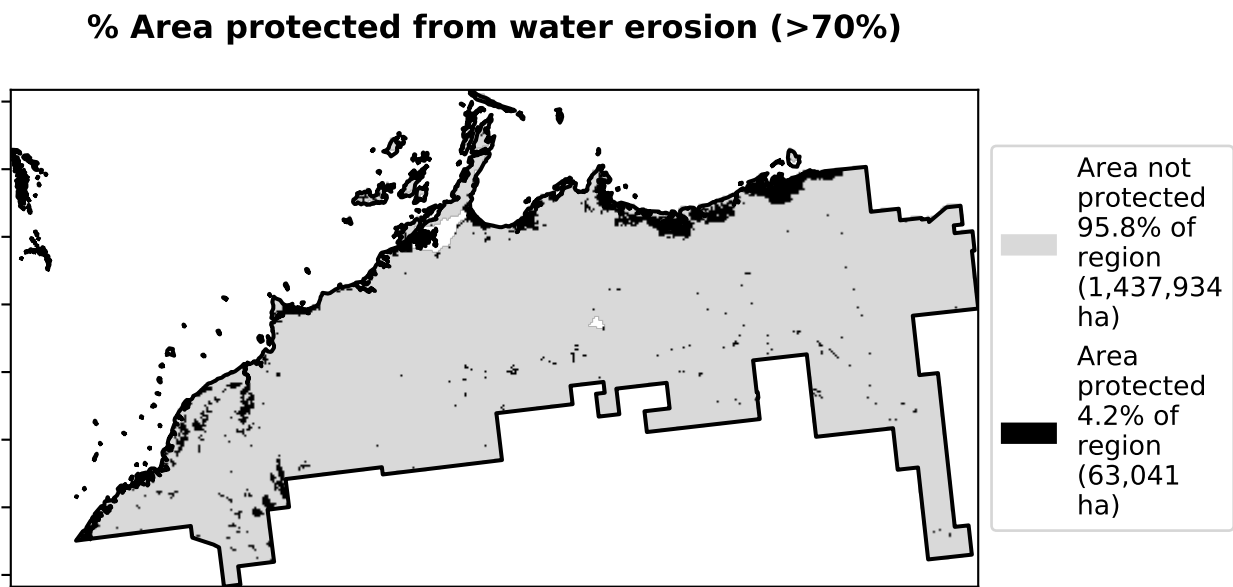 % Area protected from water erosion (>70%)
Area not
protected
95.8% of
region
(1,437,934
ha)
Area
protected
4.2% of
region
(63,041
ha)